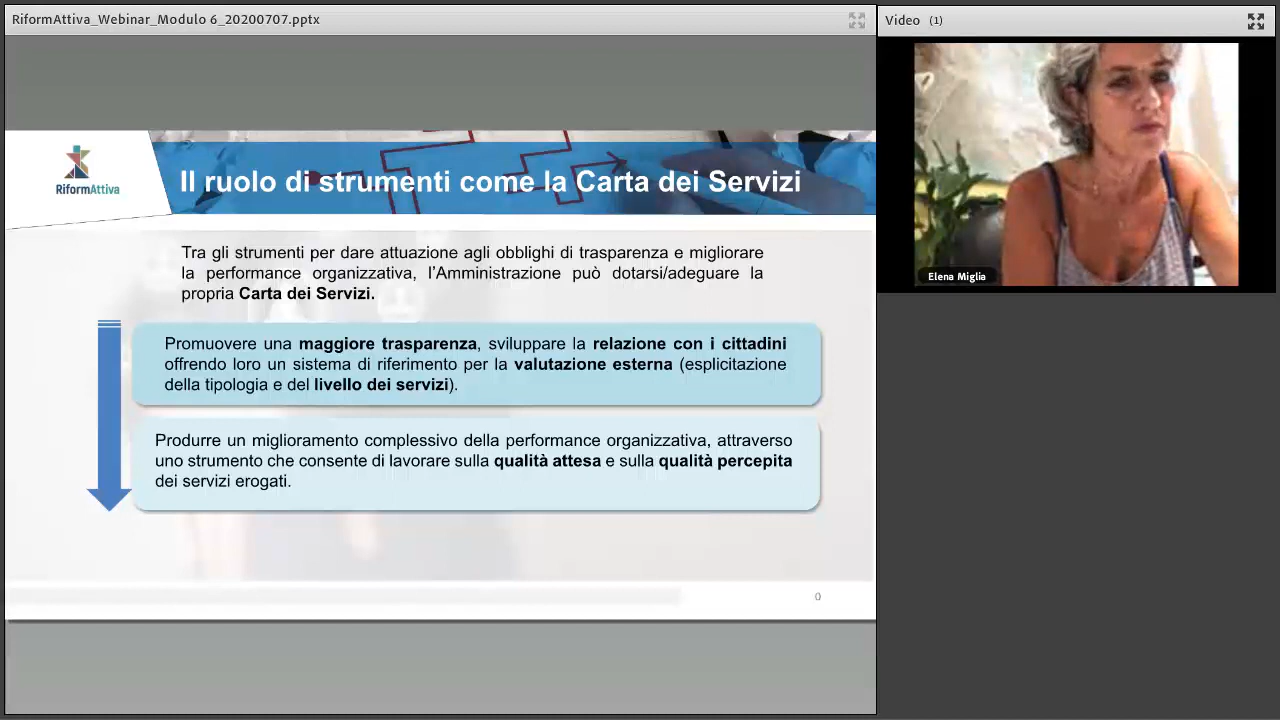 RiformAttiva_Webinar_Modulo 6_20200707.pptx
Video (1)
RiformAttiva
Il ruolo di strumenti come la Carta dei Servizi
Tra gli strumenti per dare attuazione agli obblighi di trasparenza e migliorare
la performance organizzativa, l’Amministrazione può dotarsi/adeguare la
propria Carta dei Servizi.
Promuovere una maggiore trasparenza, sviluppare la relazione con i cittadini
offrendo loro un sistema di riferimento per la valutazione esterna (esplicitazione
della tipologia e del livello dei servizi).
Produrre un miglioramento complessivo della performance organizzativa, attraverso
uno strumento che consente di lavorare sulla qualità attesa e sulla qualità percepita
dei servizi erogati.
0
Elena Miglia